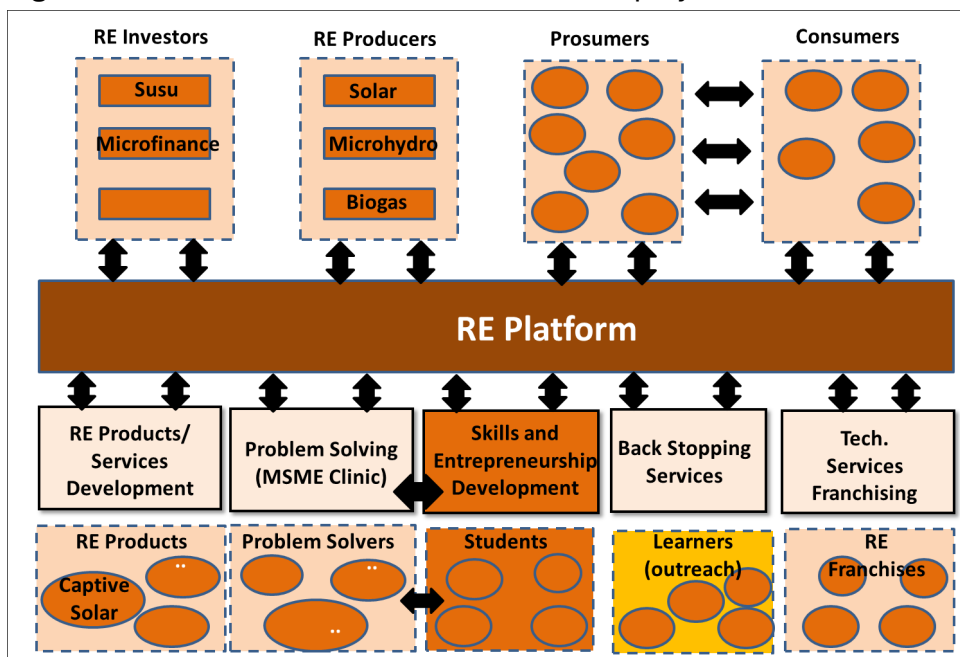 RE Investors
RE Producers
Prosumers
Consumers
Susu
Microfinance
Solar
Microhydro
Biogas
RE Platform
RE Products/
Services
Development
Problem Solving
(MSME Clinic)
Skills and
Entrepreneurship
Development
Back Stopping
Services
Tech.
Services
Franchising
RE Products
Captive
Solar
..
Problem Solvers
..
..
Students
Learners
(outreach)
RE
Franchises